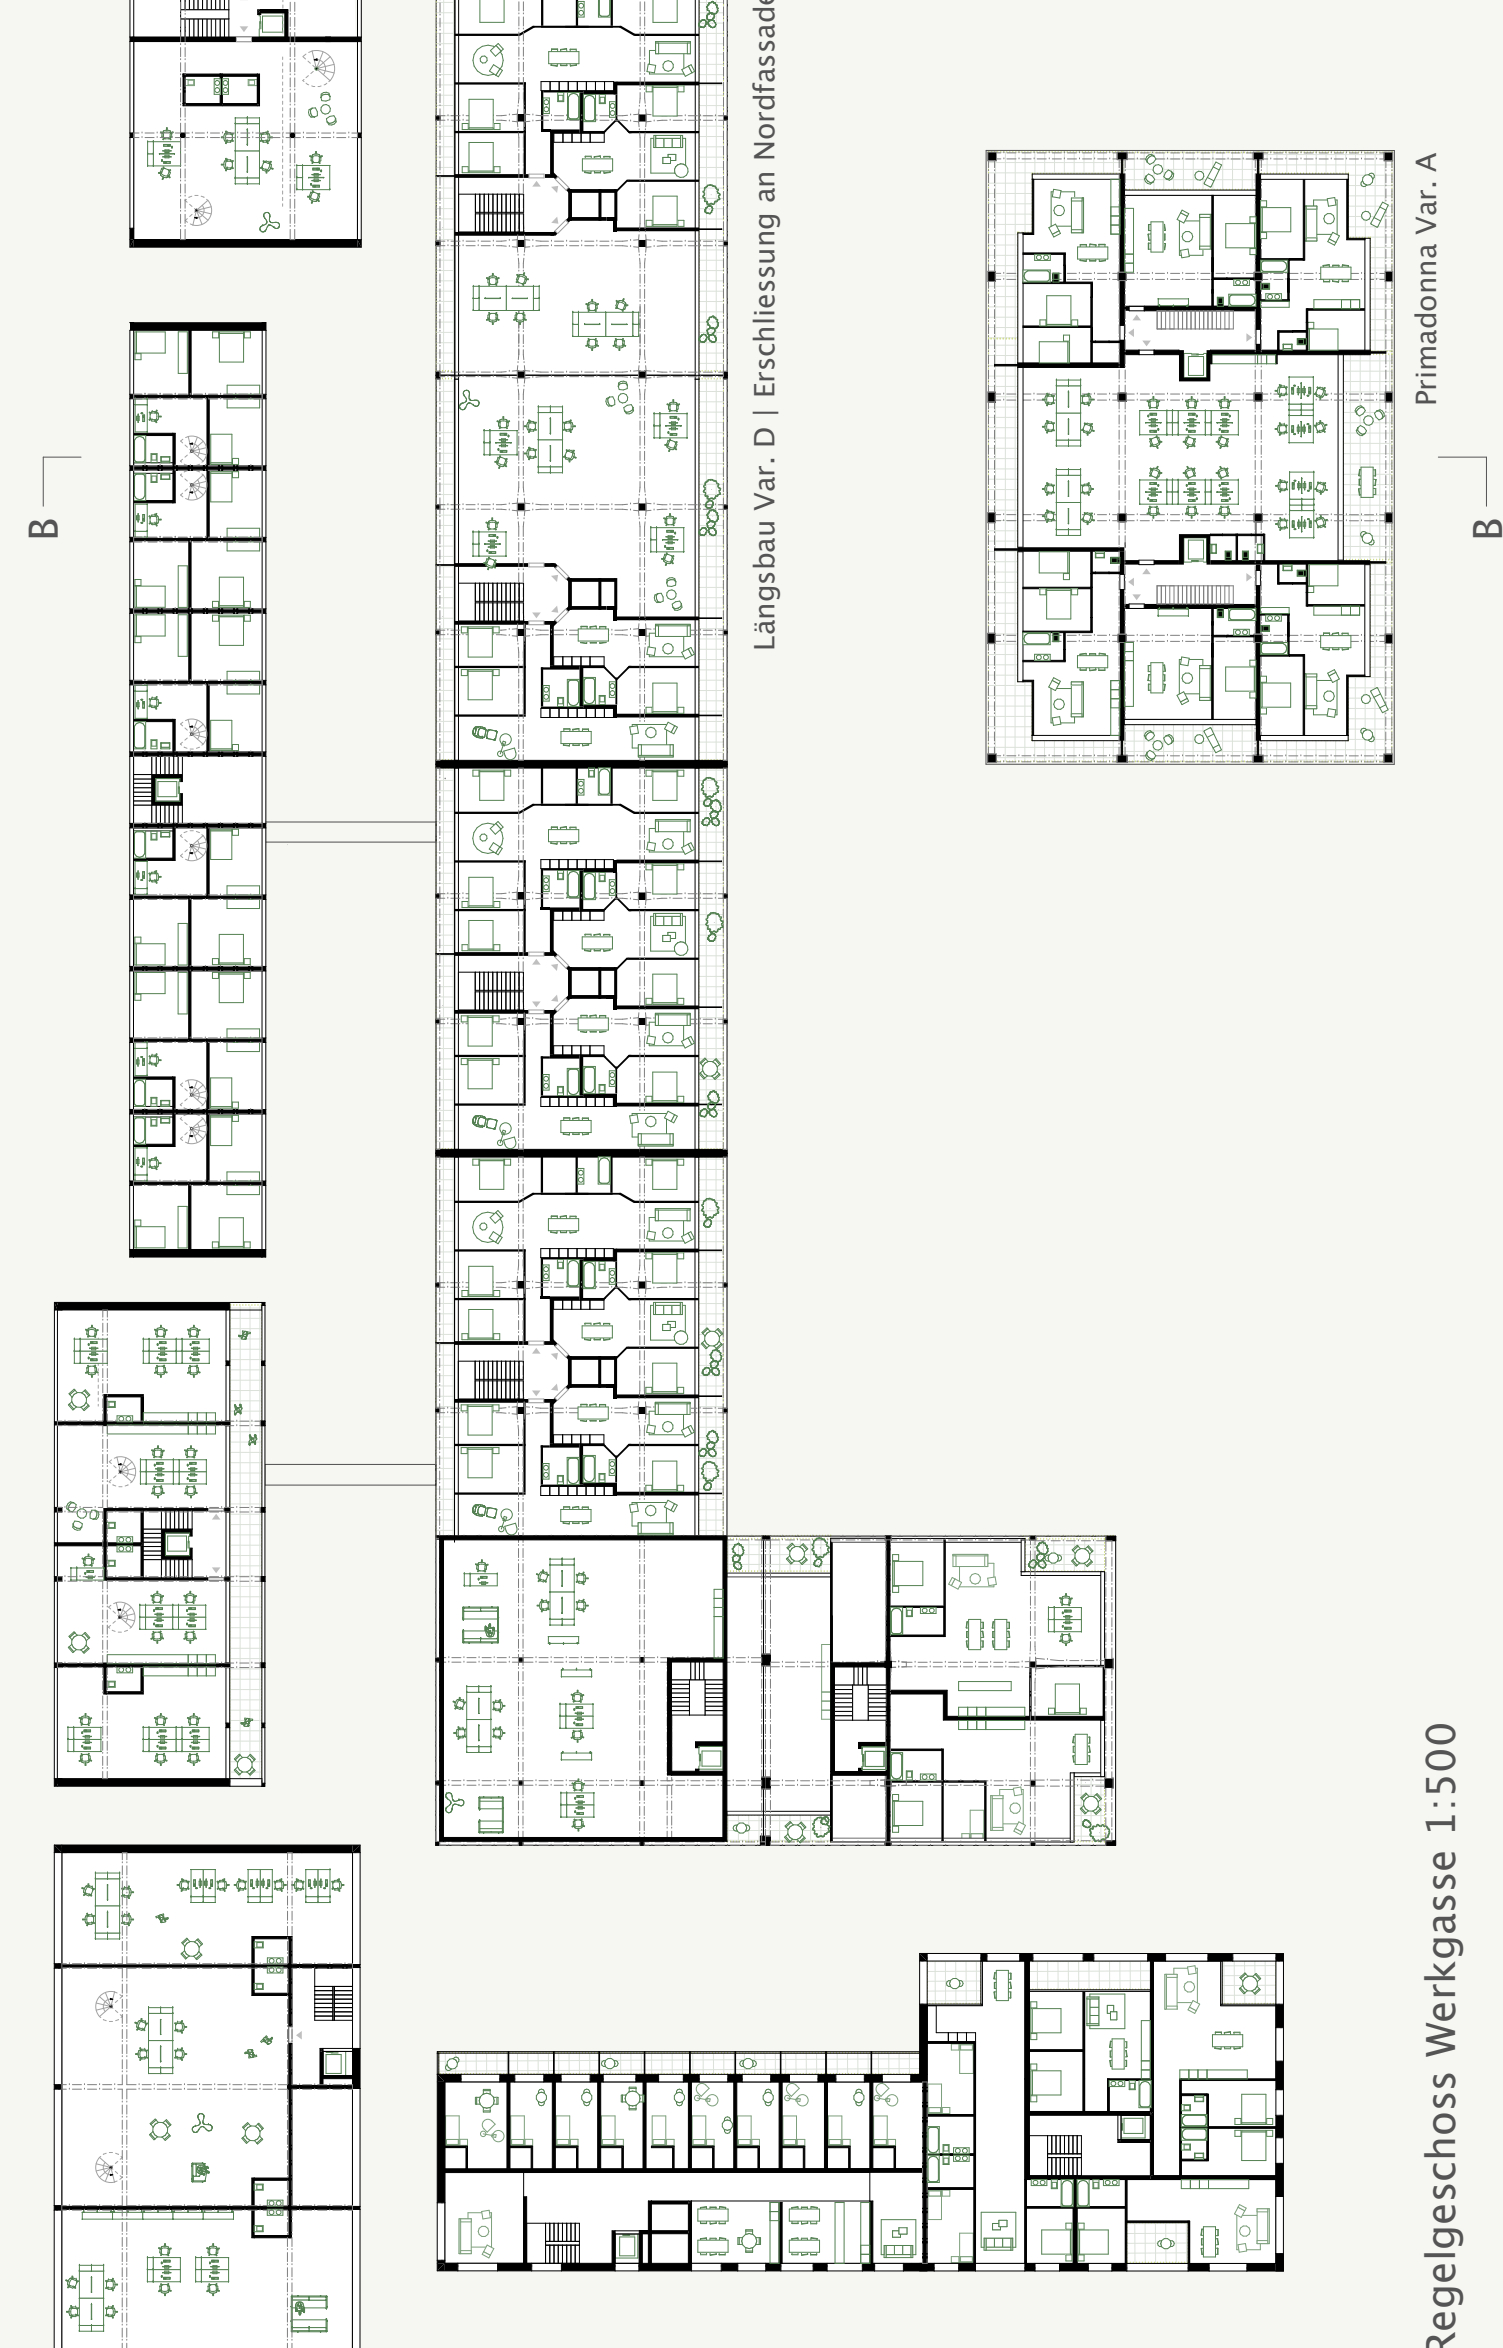 Längsbau Var. D | Erschliessung an Nordfassade
Primadonna Var. A
B
B
Regelgeschoss Werkgasse 1:500